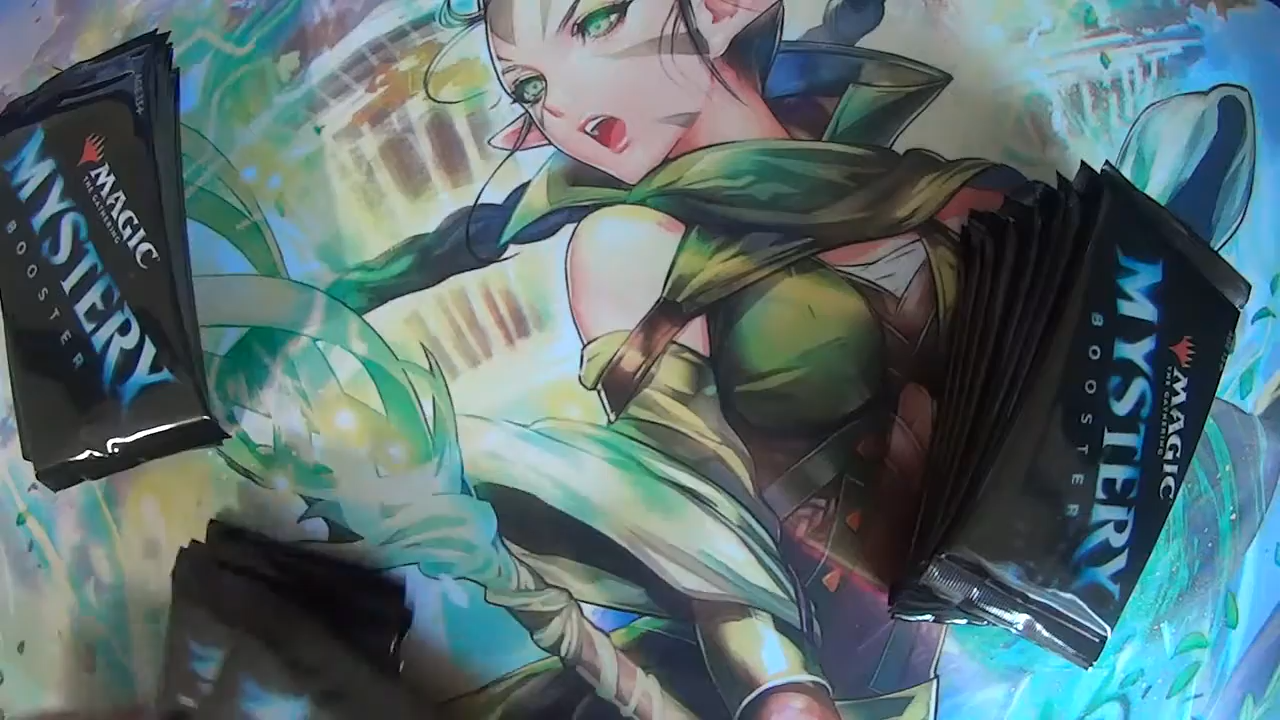 MAGIC
THE GATHERING
MYSTERY
BOOSTER
MAGIC
THE GATHERING
MYSTERY
BOOSTER